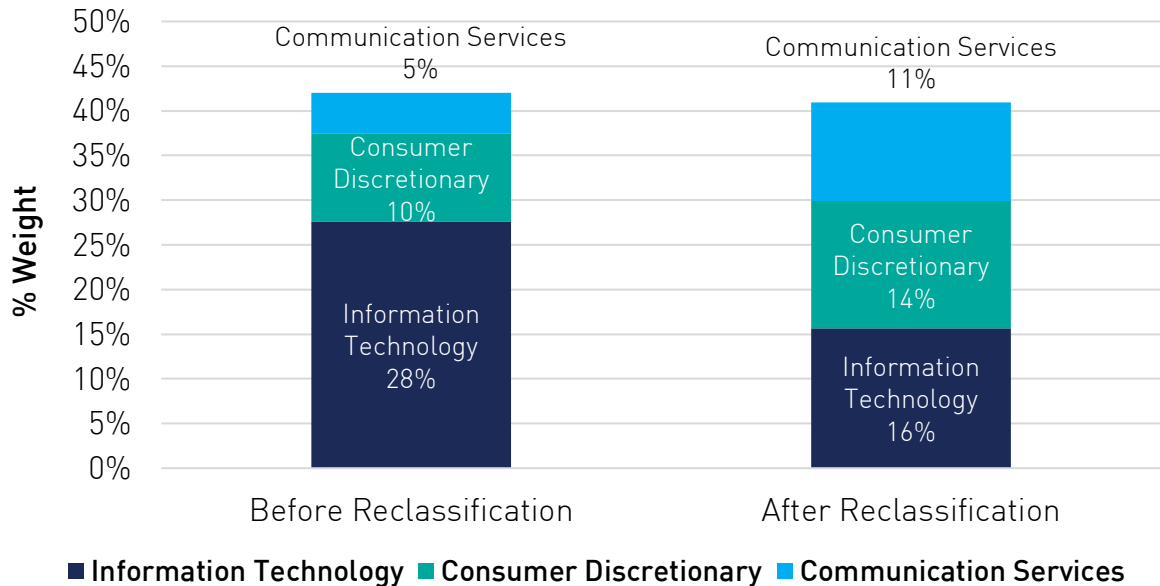 50%
45%
40%
35%
30%
25%
20%
15%
10%
5%
0%
% Weight
Communication Services
5%
Consumer
Discretionary
10%
Information
Technology
28%
Communication Services
11%
Consumer
Discretionary
14%
Information
Technology
16%
Before Reclassification
After Reclassification
Information Technology
Consumer Discretionary
Communication Services